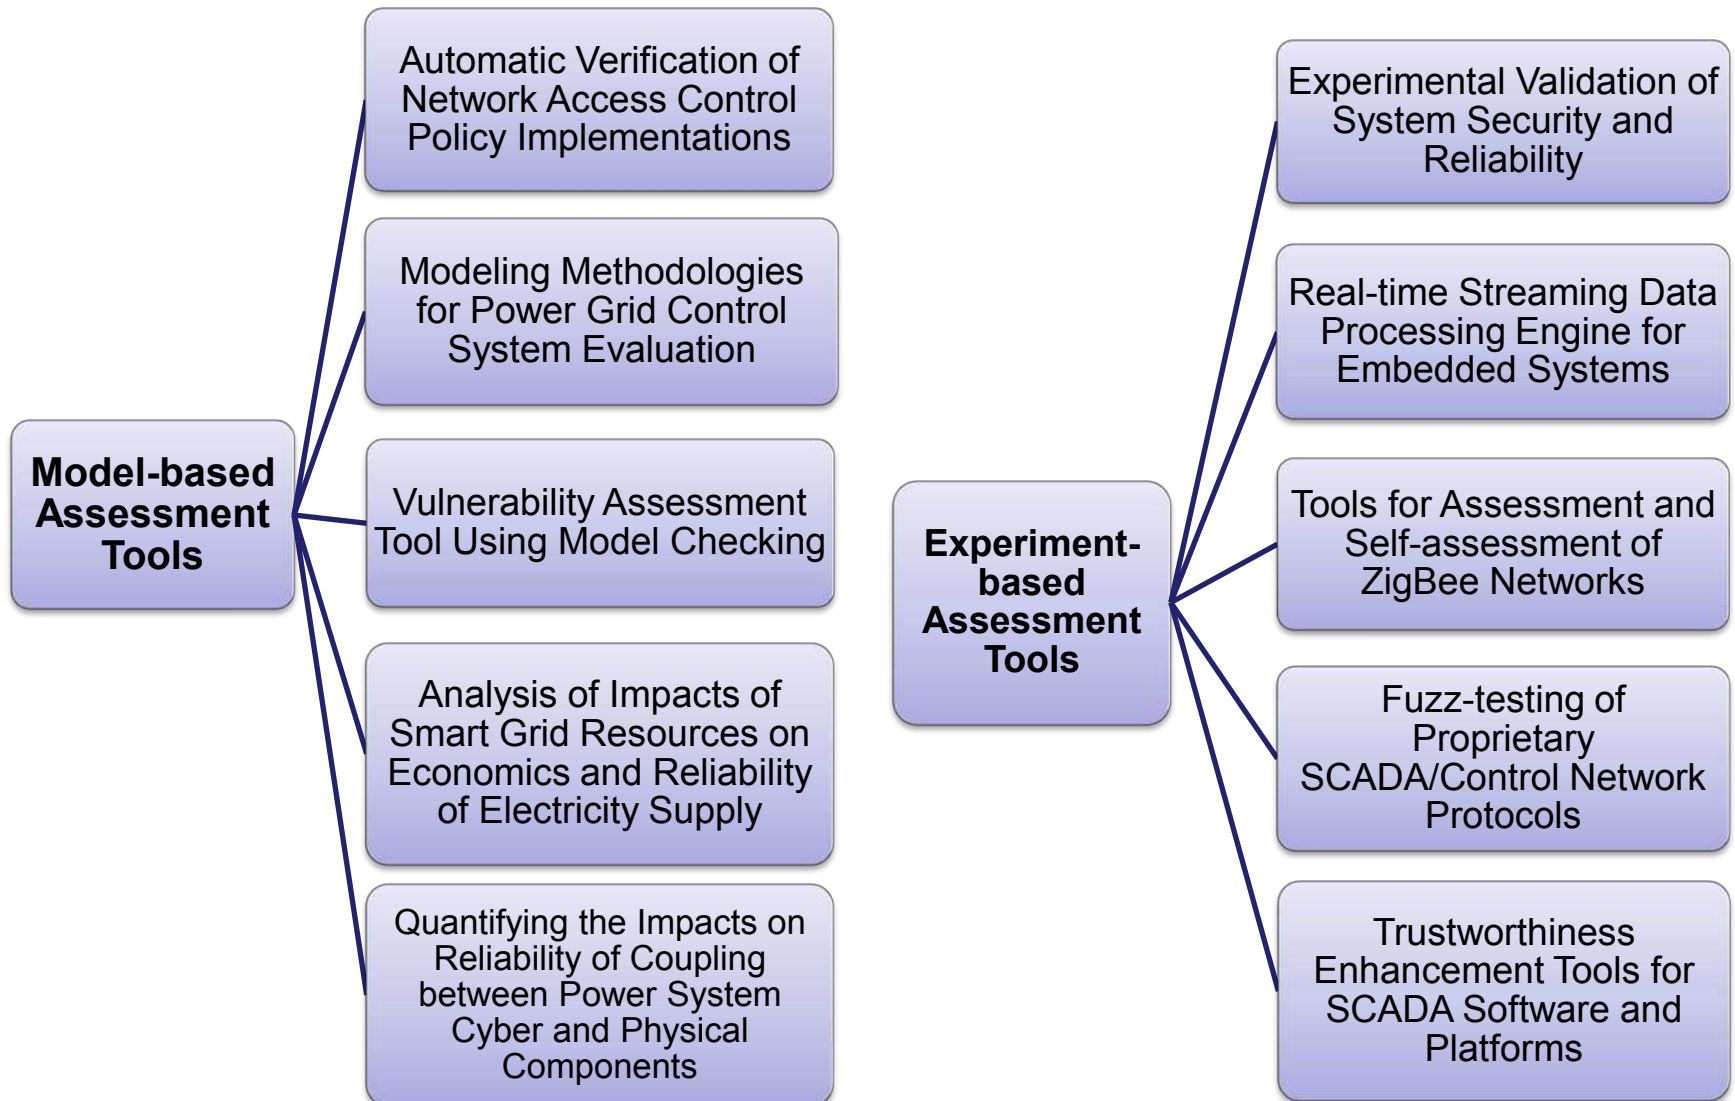 Model-based
Assessment
Tools
Automatic Verification of
Network Access Control
Policy Implementations
Modeling Methodologies
for Power Grid Control
System Evaluation
Vulnerability Assessment
Tool Using Model Checking
Analysis of Impacts of
Smart Grid Resources on
Economics and Reliability
of Electricity Supply
Quantifying the Impacts on
Reliability of Coupling
between Power System
Cyber and Physical
Components
Experiment-
based
Assessment
Tools
Experimental Validation of
System Security and
Reliability
Real-time Streaming Data
Processing Engine for
Embedded Systems
Tools for Assessment and
Self-assessment of
ZigBee Networks
Fuzz-testing of
Proprietary
SCADA/Control Network
Protocols
Trustworthiness
Enhancement Tools for
SCADA Software and
Platforms